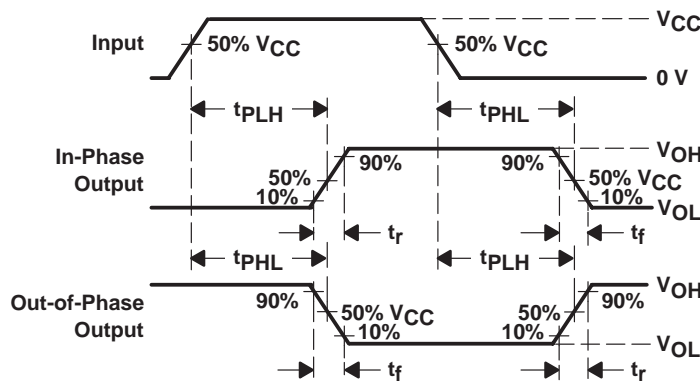 VCC
Input
50% VCC
50% VCC
0 V
tPLH
tPHL
In-Phase
Output
VOH
90%
90%
50%
50% VCC
10%
10%
VOL
tr
tf
tPHL
tPLH
Out-of-Phase
Output
VOH
90%
90%
50% VCC
50%
10%
10%
VOL
tf
tr